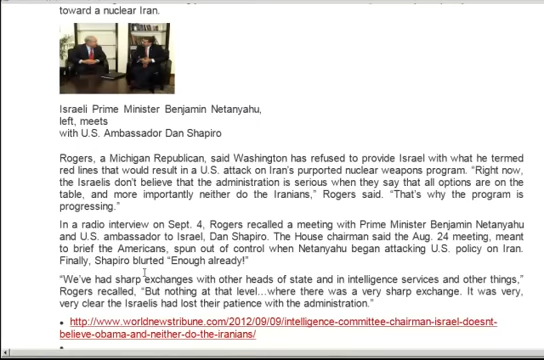 toward a nuclear Iran.
Israeli Prime Minister Benjamin Netanyahu,
left, meets
with U.S. Ambassador Dan Shapiro
Rogers, a Michigan Republican, said Washington has refused to provide Israel with what he termed
red lines that would result in a U.S. attack on Iran's purported nuclear weapons program. "Right now,
the Israelis don't believe that the administration is serious when they say that all options are on the
table, and more importantly neither do the Iranians," Rogers said. "That's why the program is
progressing."
In a radio interview on Sept. 4, Rogers recalled a meeting with Prime Minister Benjamin Netanyahu
and U.S. ambassador to Israel, Dan Shapiro. The House chairman said the Aug. 24 meeting, meant
to brief the Americans, spun out of control when Netanyahu began attacking U.S. policy on Iran.
Finally, Shapiro blurted "Enough already!"
"We've had sharp exchanges with other heads of state and in intelligence services and other things,"
Rogers recalled, "But nothing at that level…where there was a very sharp exchange. It was very,
very clear the Israelis had lost their patience with the administration."
• http://www.worldnewstribune.com/2012/09/09/intelligence-committee-chairman-israel-doesnt-
believe-obama-and-neither-do-the-iranians/